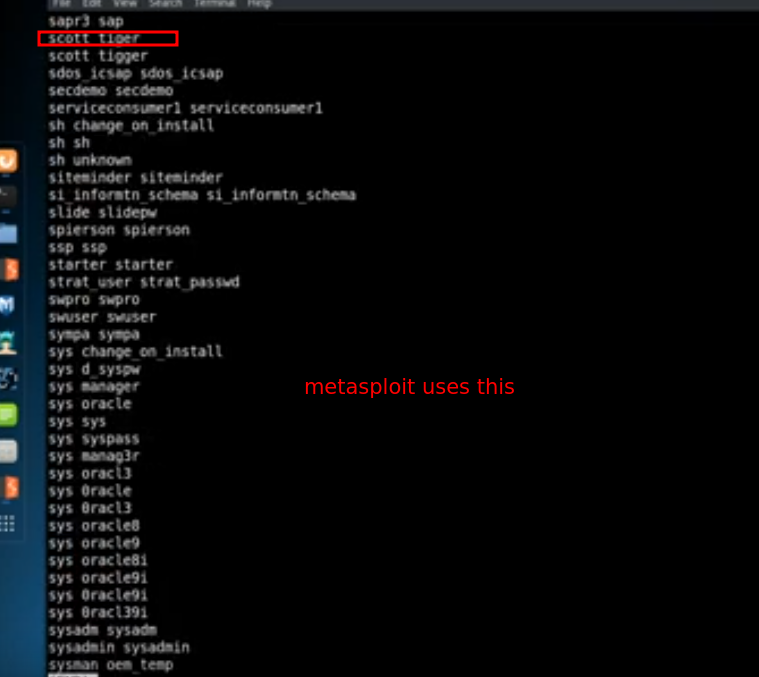 File Edit View Search Terminal Help
sapr3 sap
scott tiger
scott tigger
sdos_icsap sdos_icsap
secdemo secdemo
serviceconsumer1 serviceconsumer1
sh change_on_install
sh sh
sh unknown
siteminder siteminder
si_informtn_schema si_informtn_schema
slide slidepw
spierson spierson
ssp ssp
starter starter
strat_user strat_passwd
swpro swpro
swuser swuser
sympa sympa
sys change_on_install
sys d_syspw
sys manager
metasploit uses this
sys oracle
sys sys
sys syspass
sys manag3r
sys oracl3
sys 0racle
sys 0racl3
sys oracle8
sys oracle9
sys oracle8i
sys oracle9i
sys 0racle9i
sys 0racl39i
sysadm sysadm
sysadmin sysadmin
sysman oem_temp